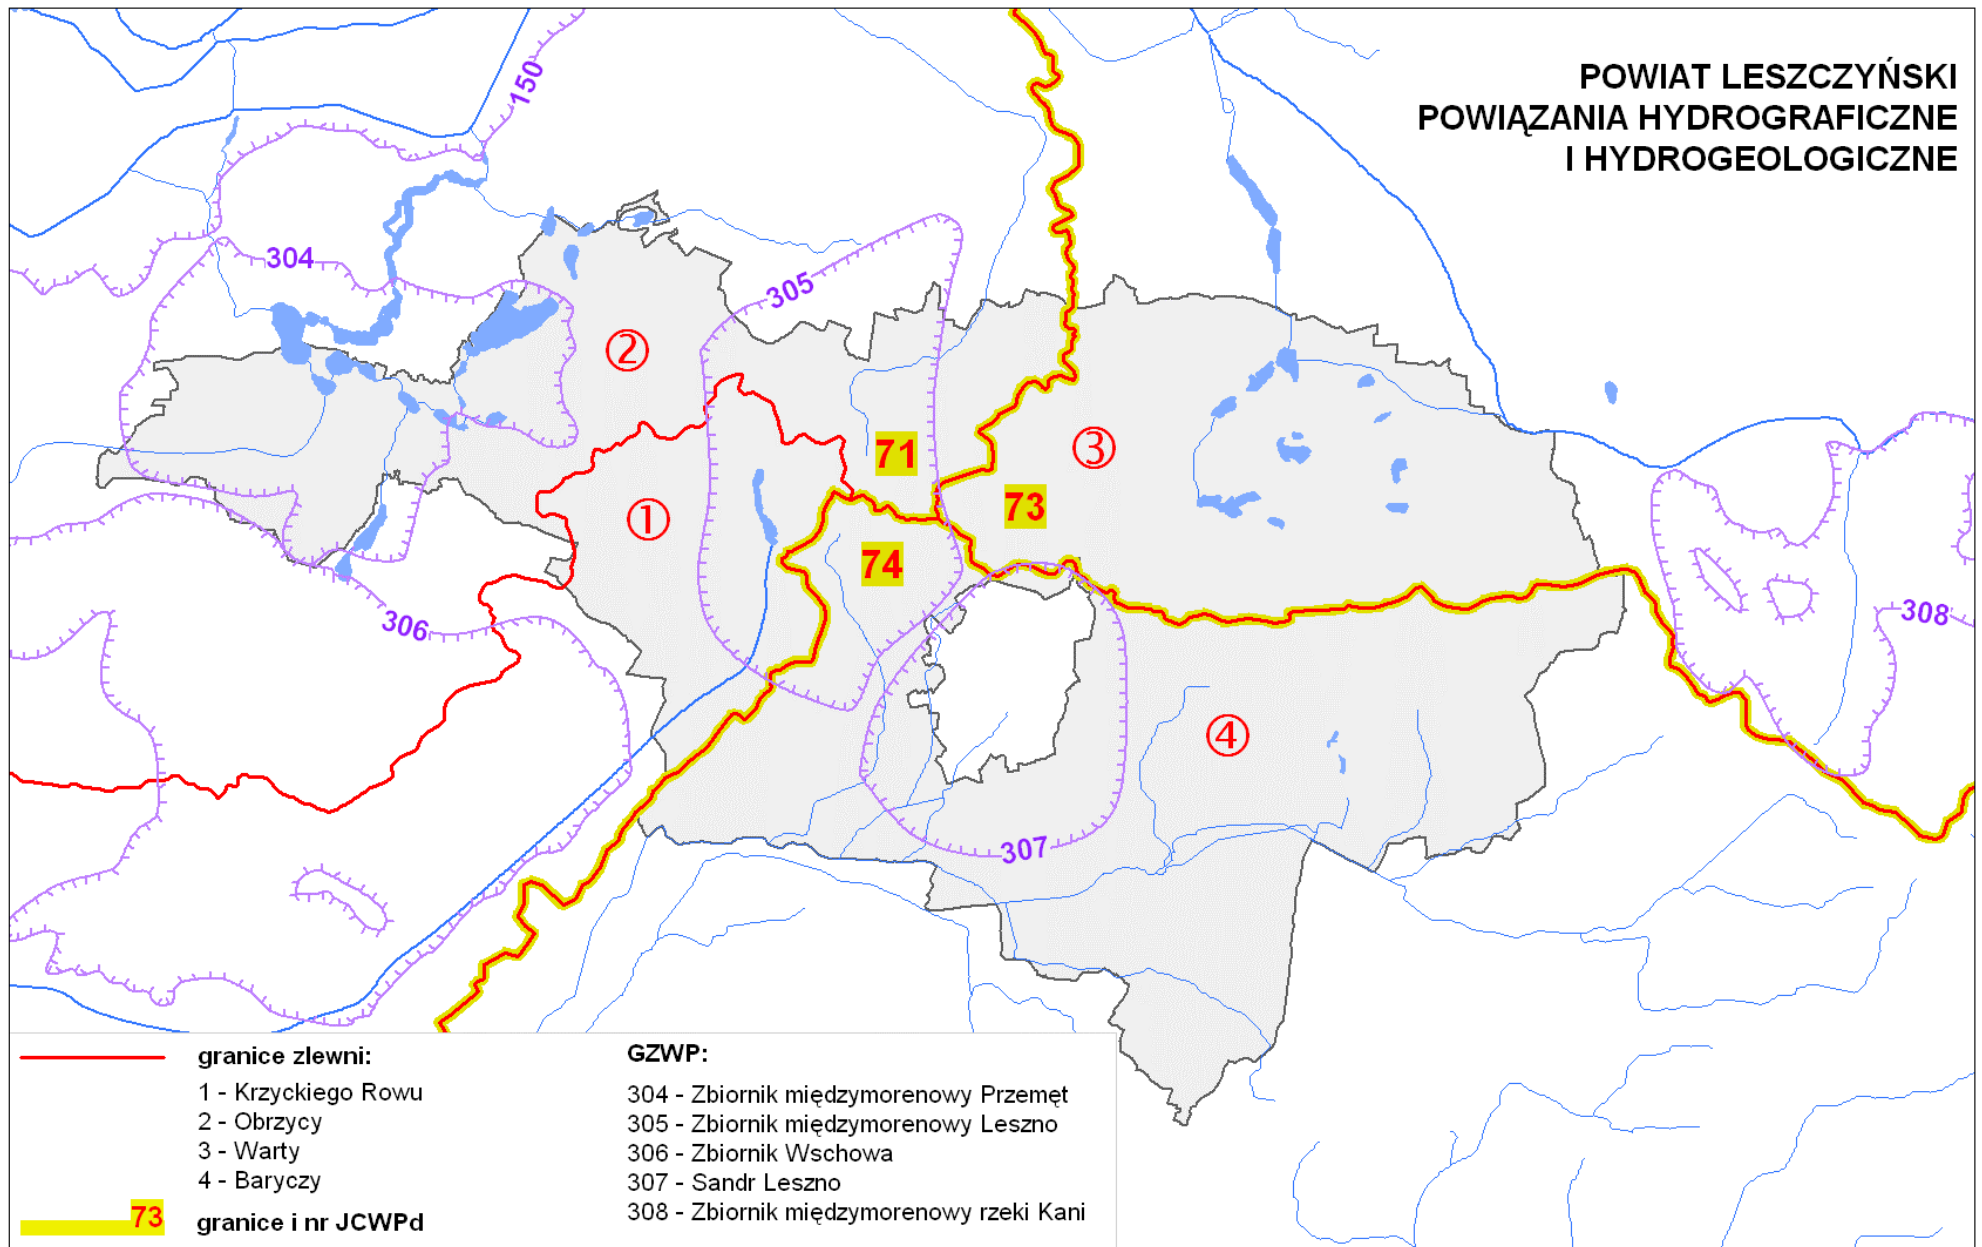 POWIAT LESZCZYŃSKI
POWIĄZANIA HYDROGRAFICZNE
I HYDROGEOLOGICZNE
150
304
305
②
71
③
73
①
74
306
308
④
307
granice zlewni:
1 - Krzyckiego Rowu
2 - Obrzycy
3 - Warty
4 - Baryczy
73
granice i nr JCWPd
GZWP:
304 - Zbiornik międzymorenowy Przemęt
305 - Zbiornik międzymorenowy Leszno
306 - Zbiornik Wschowa
307 - Sandr Leszno
308 - Zbiornik międzymorenowy rzeki Kani